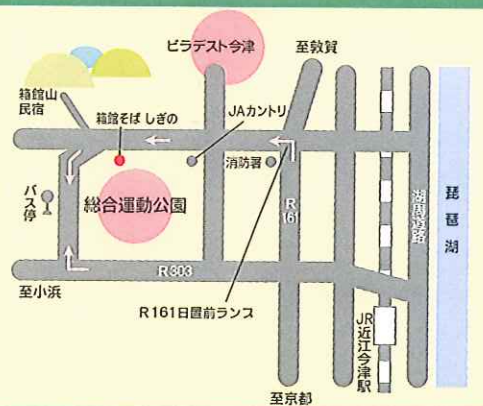 ビラデスト今津
至敦賀
箱館山
民宿
箱館そば しぎの
JAカントリ
消防署
バス停
総合運動公園
R161
湖周道路
琵琶湖
R303
至小浜
R161日置前ランプ
JR近江今津駅
至京都